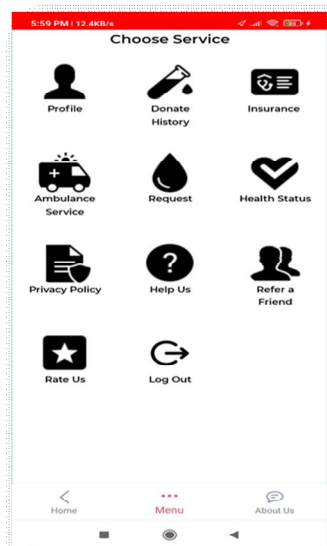 5:59 PM | 12.4KB/s
Choose Service
Profile
Donate
History
Insurance
Ambulance
Service
Request
Health Status
Privacy Policy
Help Us
Refer a
Friend
Rate Us
Log Out
Home
Menu
About Us